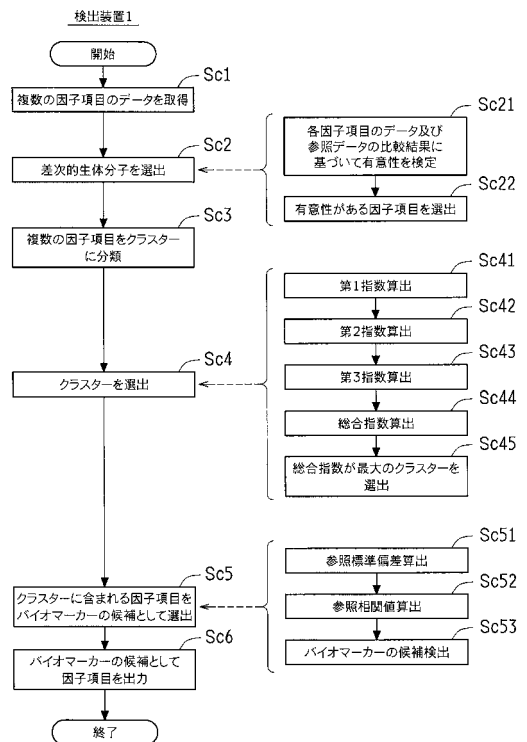 検出装置1
開始
Sc1
複数の因子項目のデータを取得
Sc2
差次的生体分子を選出
Sc21
各因子項目のデータ及び
参照データの比較結果に
基づいて有意性を検定
Sc22
有意性がある因子項目を選出
Sc3
複数の因子項目をクラスター
に分類
Sc4
クラスターを選出
Sc41
第1指数算出
Sc42
第2指数算出
Sc43
第3指数算出
Sc44
総合指数算出
Sc45
総合指数が最大のクラスターを
選出
Sc5
クラスターに含まれる因子項目を
バイオマーカーの候補として選出
Sc51
参照標準偏差算出
Sc52
参照相関値算出
Sc53
バイオマーカーの候補検出
Sc6
バイオマーカーの候補として
因子項目を出力
終了